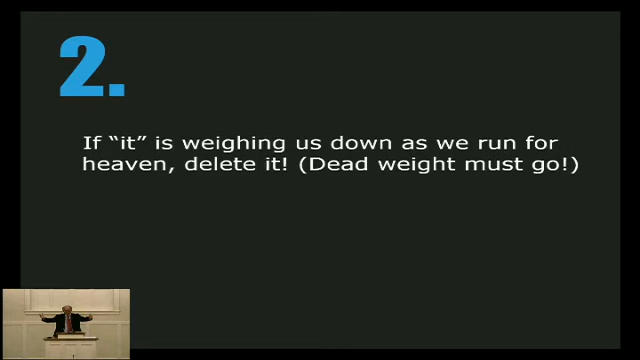 2.
If “it” is weighing us down as we run for
heaven, delete it! (Dead weight must go!)